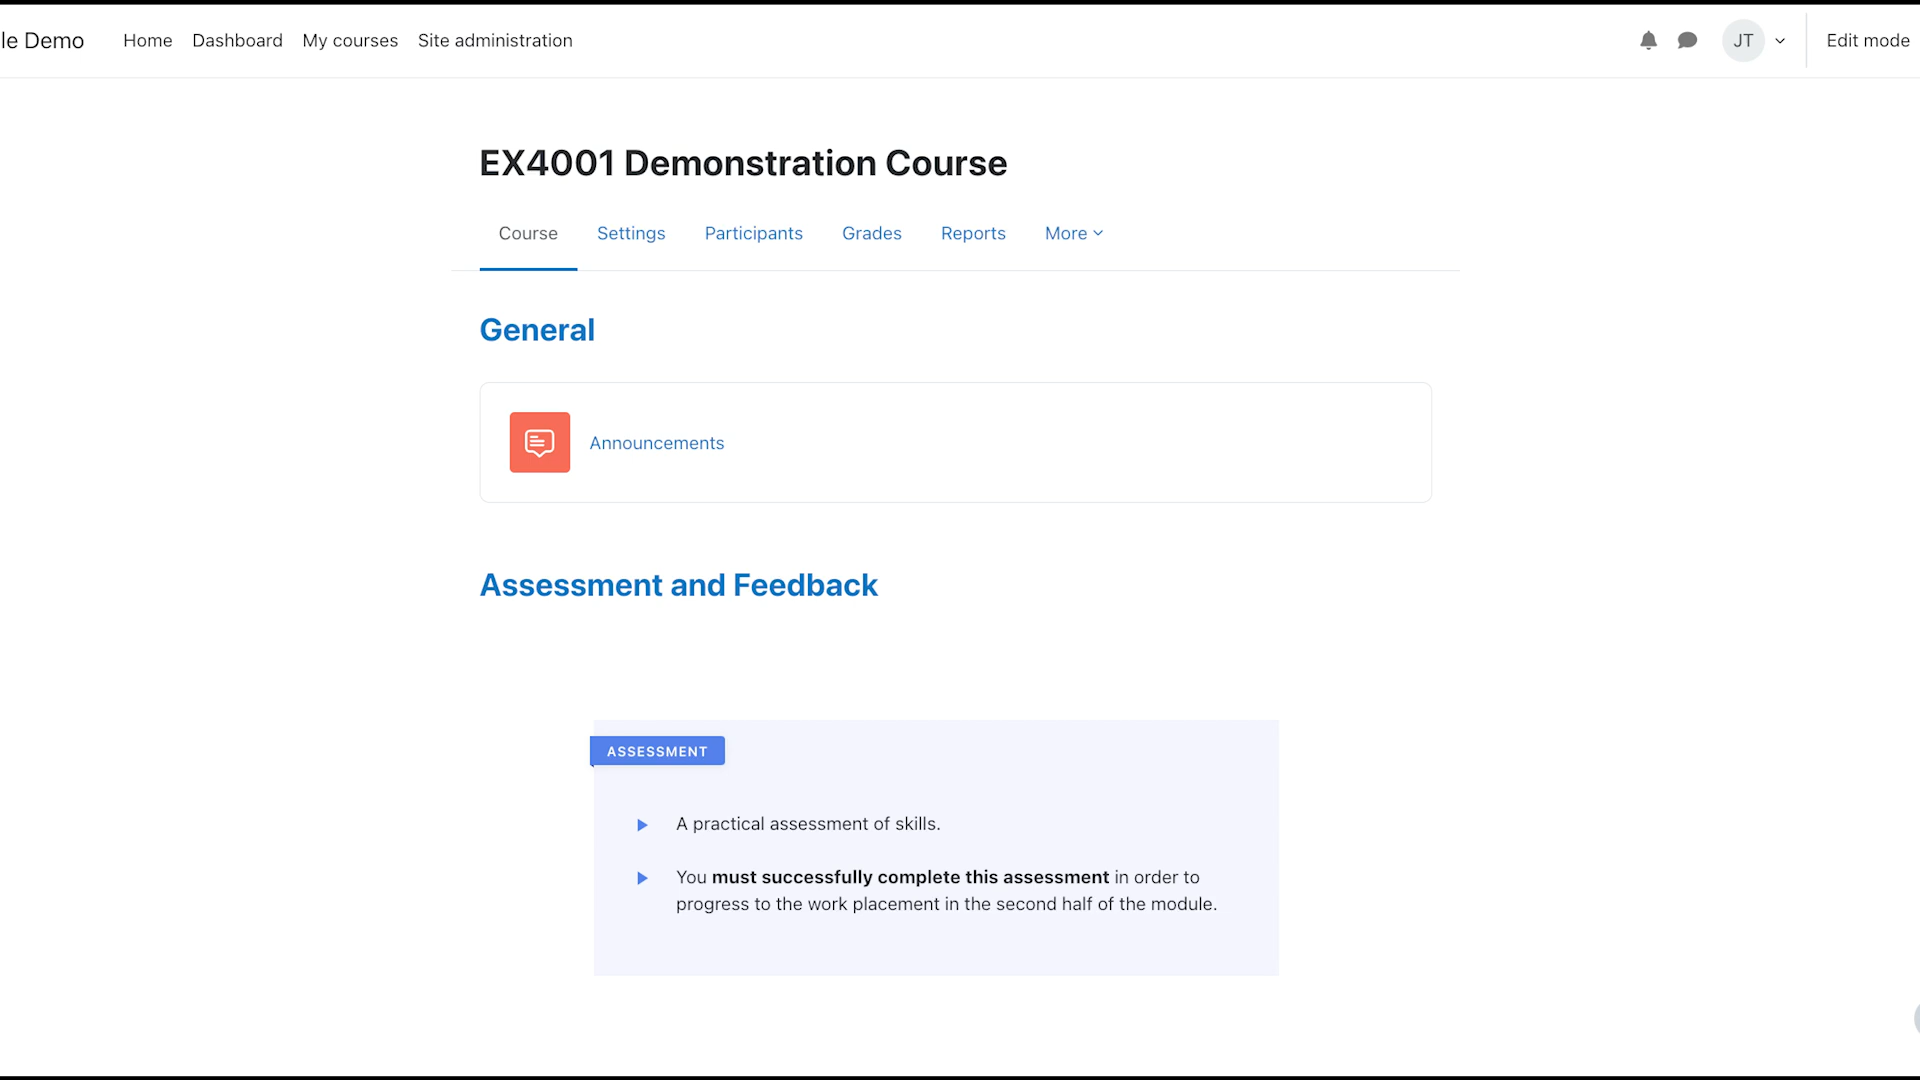 le Demo Home Dashboard My courses Site administration JT Edit mode
EX4001 Demonstration Course
Course Settings Participants Grades Reports More
General
Announcements
Assessment and Feedback
ASSESSMENT
A practical assessment of skills.
You must successfully complete this assessment in order to
progress to the work placement in the second half of the module.